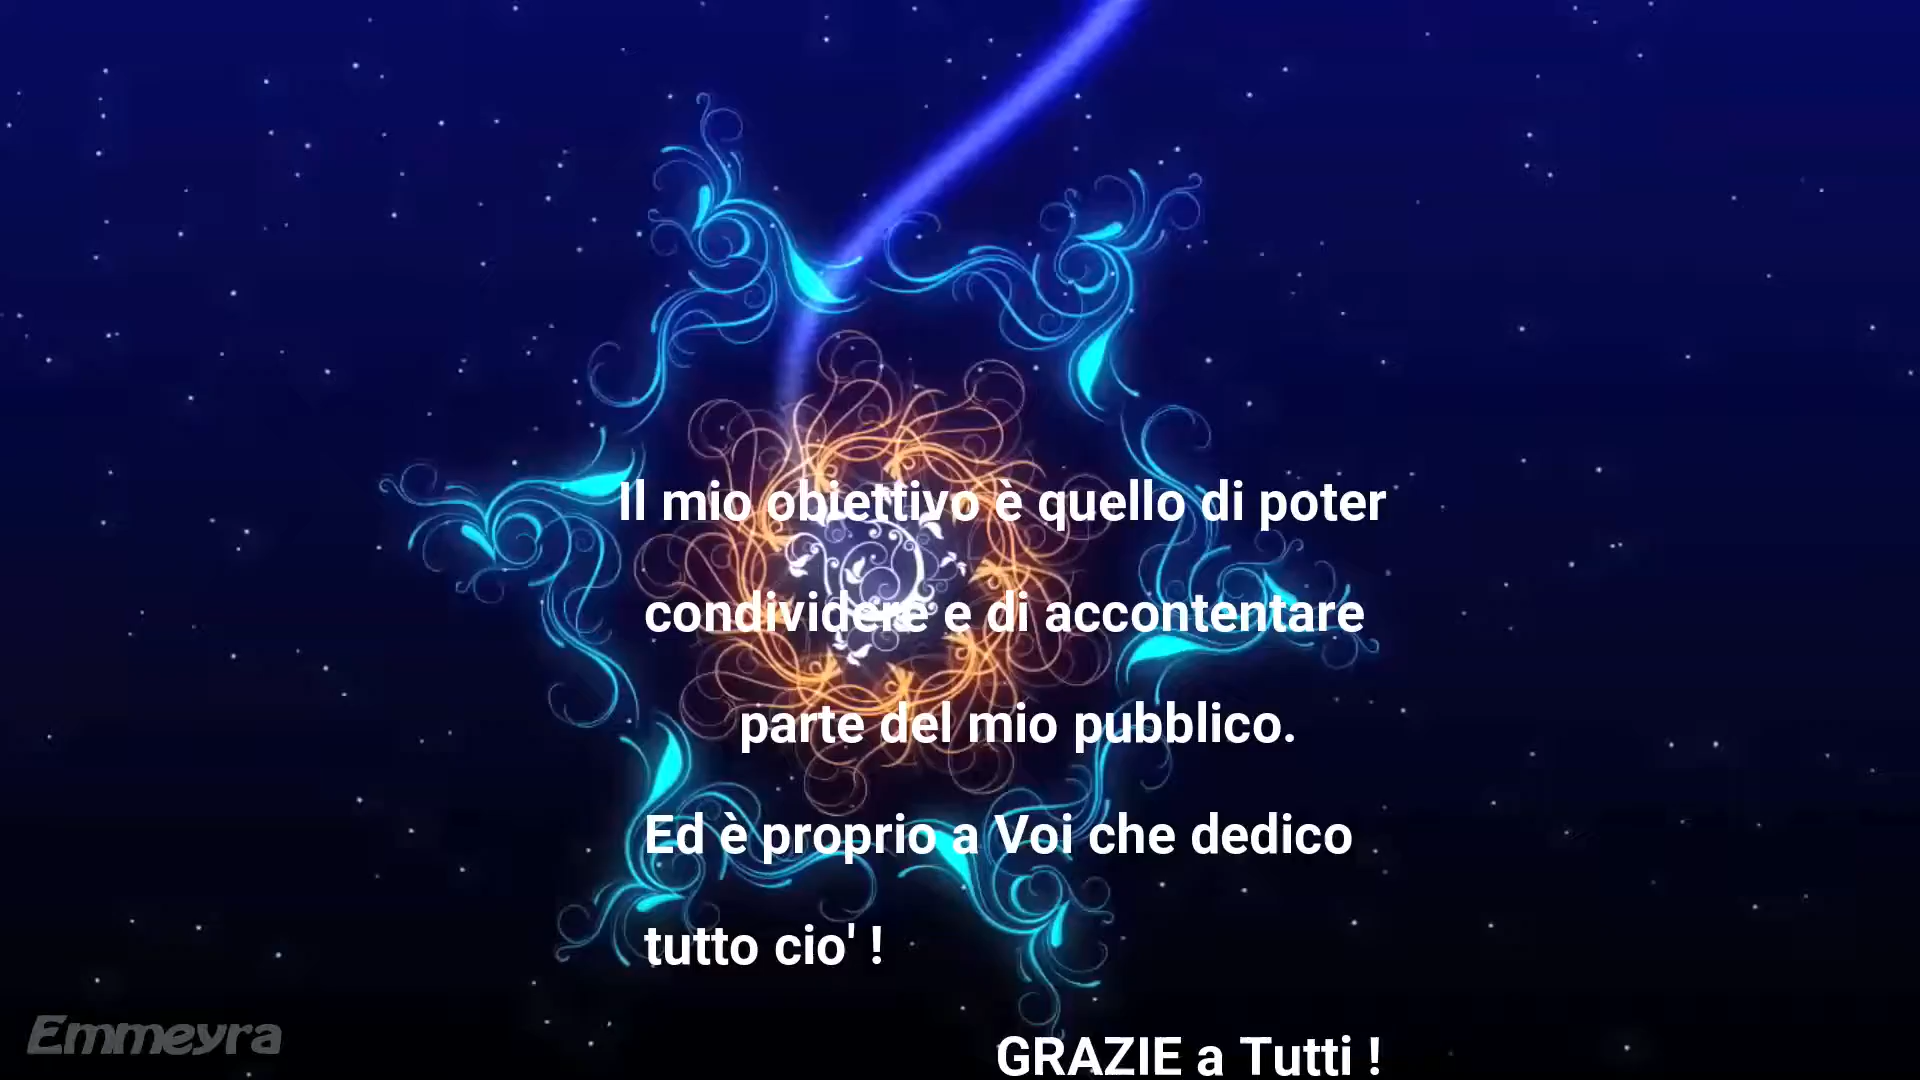 Il mio obiettivo è quello di poter
condividere e di accontentare
parte del mio pubblico.
Ed è proprio a Voi che dedico
tutto cio' !
GRAZIE a Tutti !
Emmeyra